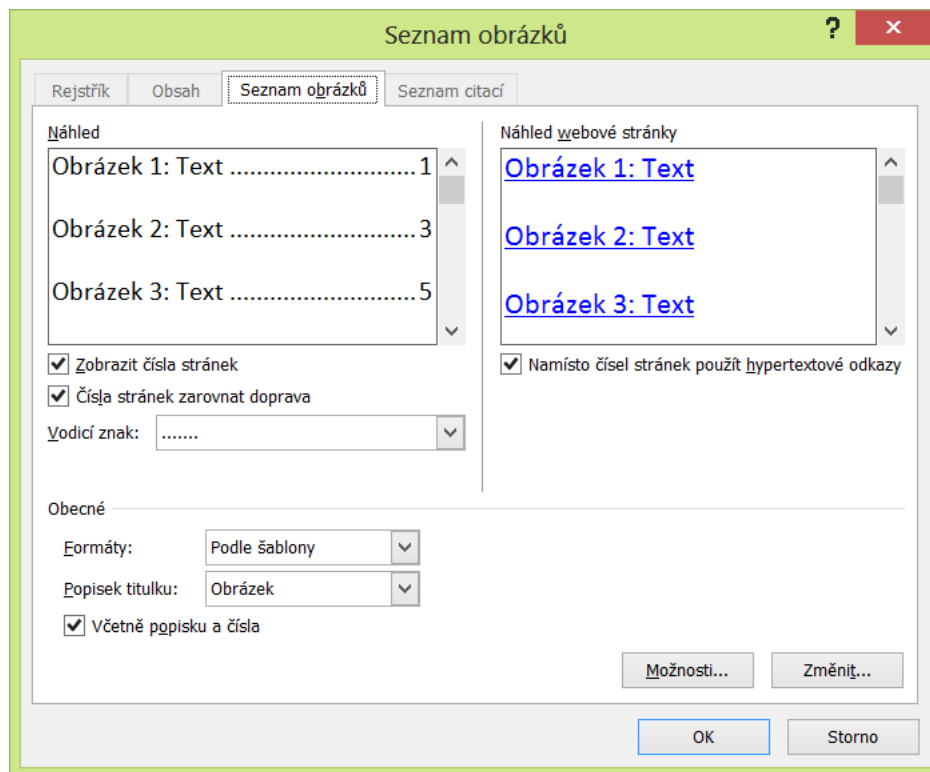 Seznam obrázků
Rejstřík Obsah Seznam obrázků Seznam citací
Náhled
Obrázek 1: Text ............................ 1
Obrázek 2: Text ............................ 3
Obrázek 3: Text ............................ 5
Zobrazit čísla stránek
Čísla stránek zarovnat doprava
Vodicí znak: .......
Náhled webové stránky
Obrázek 1: Text
Obrázek 2: Text
Obrázek 3: Text
Namísto čísel stránek použít hypertextové odkazy
Obecné
Formáty: Podle šablony
Popisek titulku: Obrázek
Včetně popisku a čísla
Možnosti... Změnit...
OK Storno